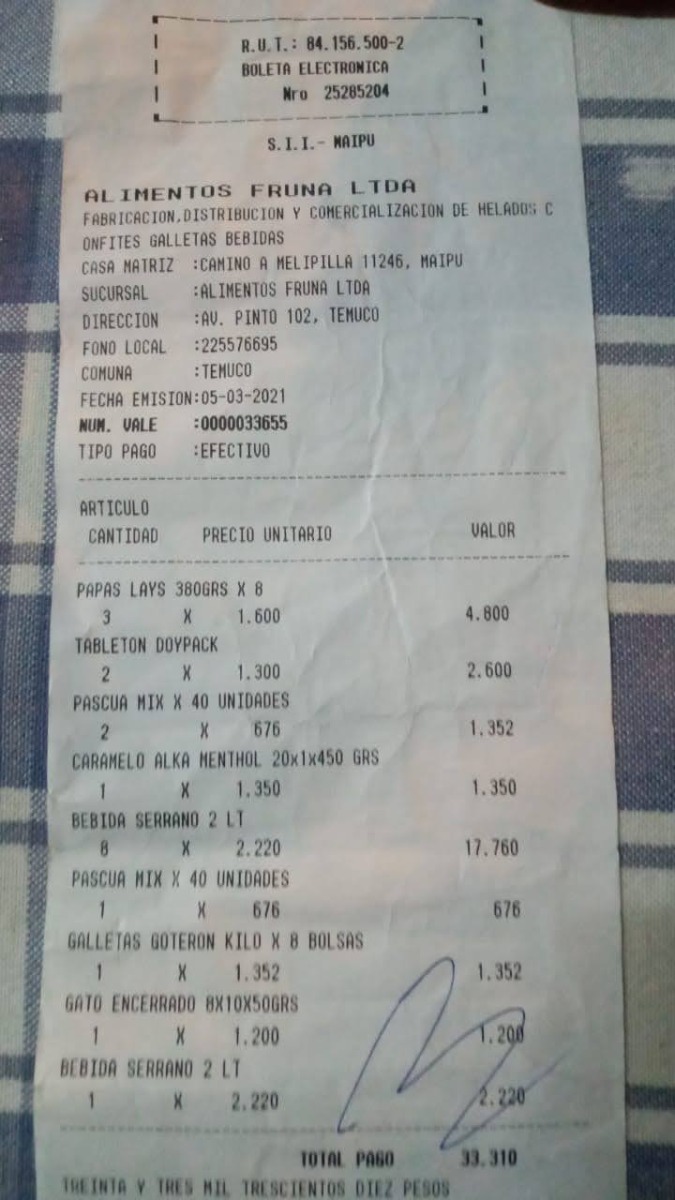 R.U.T.: 84.156.500-2
BOLETA ELECTRONICA
Nro 25285204
S.I.I.- MAIPU
ALIMENTOS FRUNA LTDA
FABRICACION,DISTRIBUCION Y COMERCIALIZACION DE HELADOS C
ONFITES GALLETAS BEBIDAS
CASA MATRIZ :CAMINO A MELIPILLA 11246, MAIPU
SUCURSAL :ALIMENTOS FRUNA LTDA
DIRECCION :AV. PINTO 102, TEMUCO
FONO LOCAL :225576695
COMUNA :TEMUCO
FECHA EMISION:05-03-2021
NUM. VALE :0000033655
TIPO PAGO :EFECTIVO
ARTICULO
CANTIDAD PRECIO UNITARIO VALOR
PAPAS LAYS 380GRS X 8
3 X 1.600 4.800
TABLETON DOYPACK
2 X 1.300 2.600
PASCUA MIX X 40 UNIDADES
2 X 676 1.352
CARAMELO ALKA MENTHOL 20x1x450 GRS
1 X 1.350 1.350
BEBIDA SERRANO 2 LT
8 X 2.220 17.760
PASCUA MIX X 40 UNIDADES
1 X 676 676
GALLETAS GOTERON KILO X 8 BOLSAS
1 X 1.352 1.352
GATO ENCERRADO 8X10X50GRS
1 X 1.200 1.200
BEBIDA SERRANO 2 LT
1 X 2.220 2.220
TOTAL PAGO 33.310
TREINTA Y TRES MIL TRESCIENTOS DIEZ PESOS